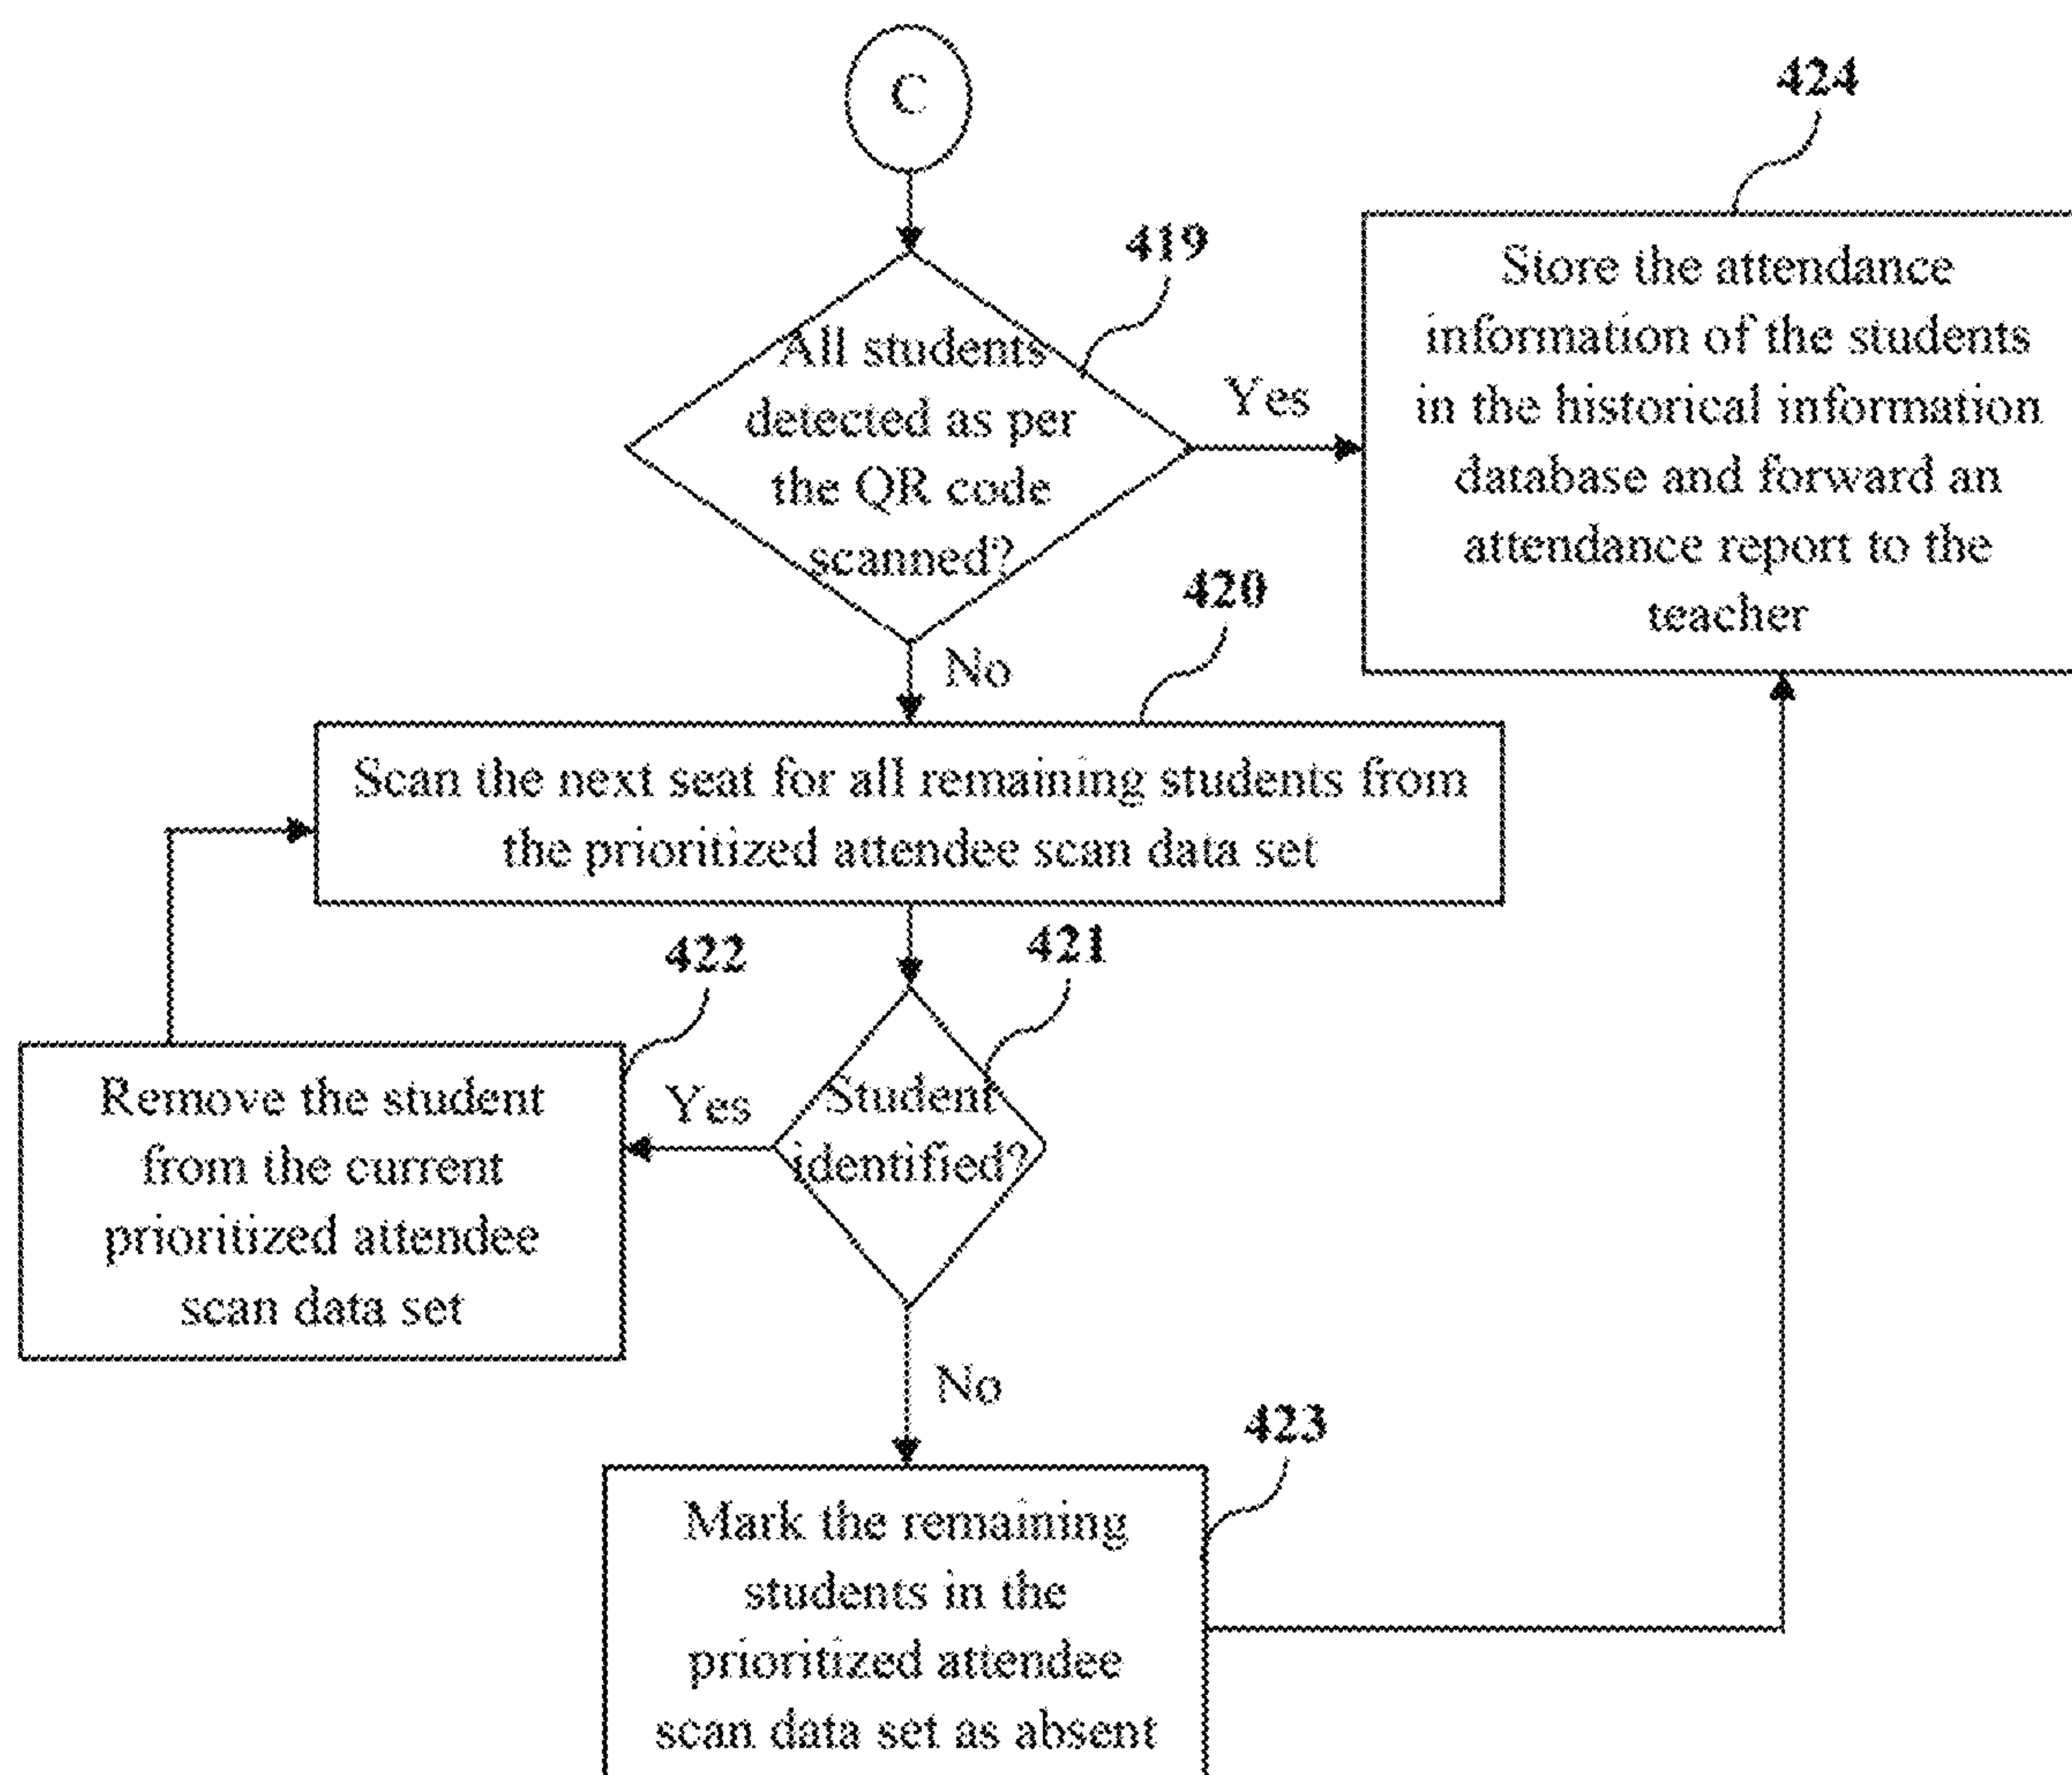 C
424
419
Store the attendance
information of the students
in the historical information
database and forward an
attendance report to the
teacher
All students
detected as per
the QR code
scanned?
Yes
420
No
Scan the next seat for all remaining students from
the prioritized attendee scan data set
422
421
Remove the student
from the current
prioritized attendee
scan data set
Yes
Student
identified?
No
423
Mark the remaining
students in the
prioritized attendee
scan data set as absent